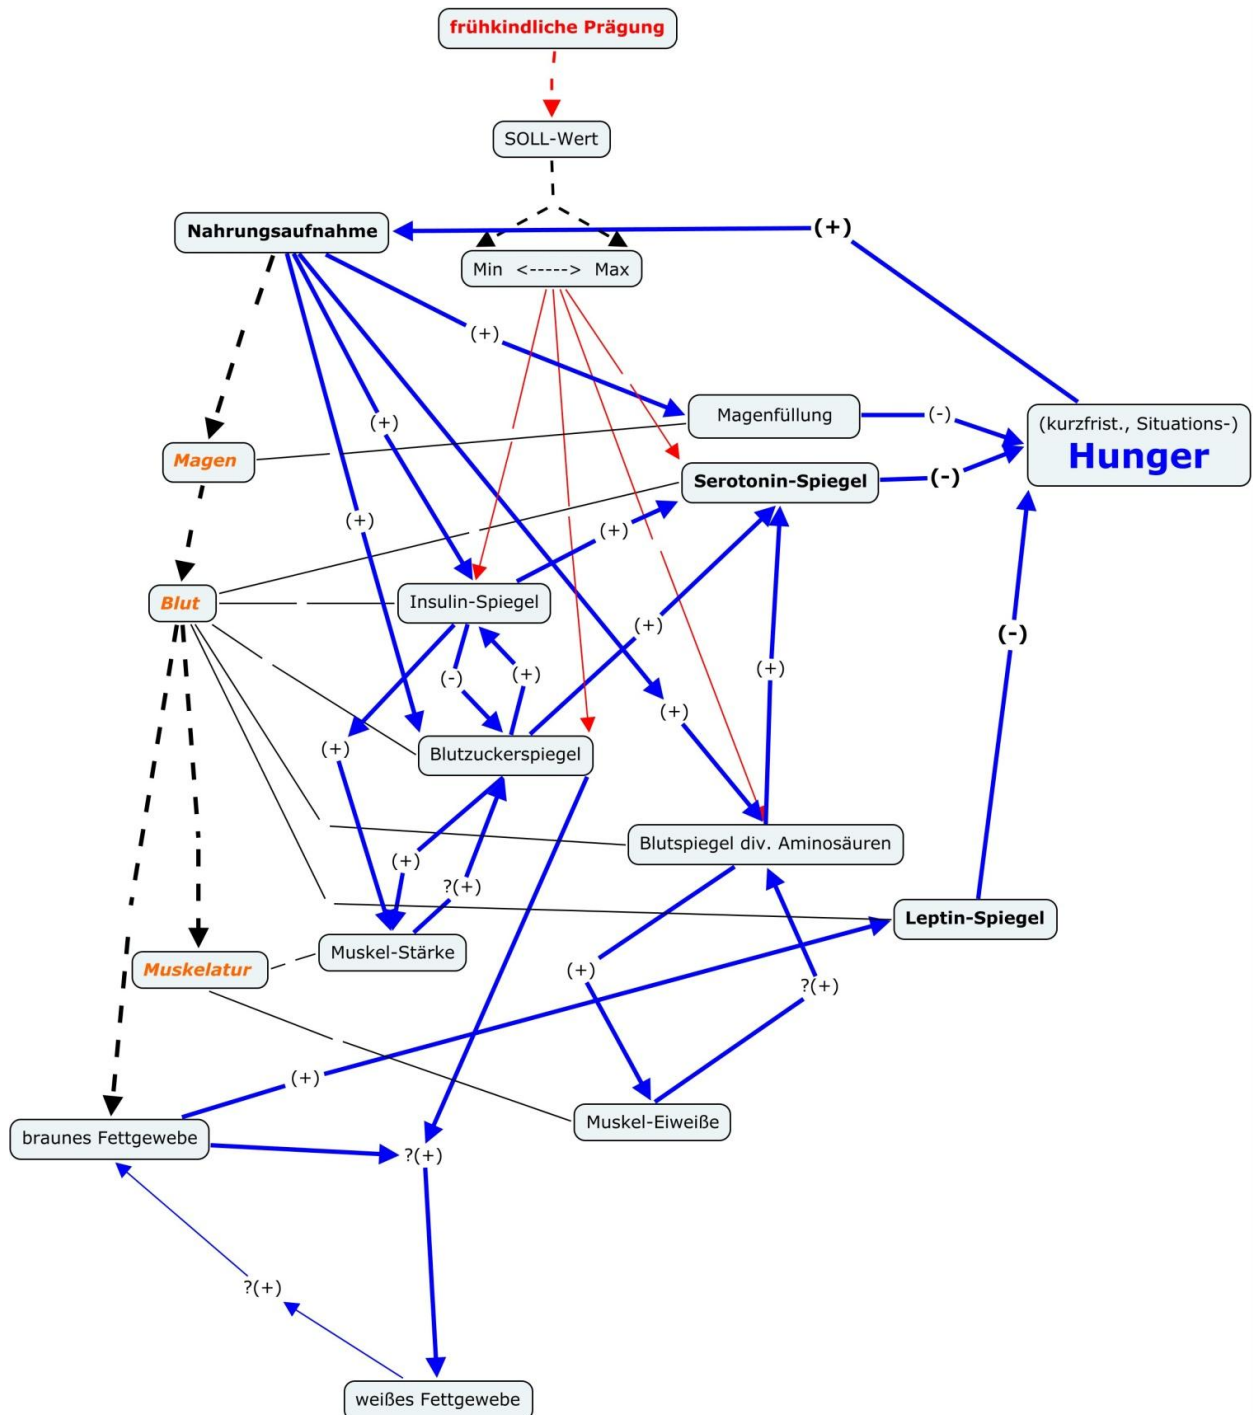 frühkindliche Prägung
SOLL-Wert
Nahrungsaufnahme
(+)
Min <-----> Max
(+)
Magenfüllung
(-)
(kurzfrist., Situations-)
Hunger
(+)
Magen
Serotonin-Spiegel
(-)
(+)
(+)
Blut
Insulin-Spiegel
(+)
(-)
(-)
(+)
(+)
(+)
(+)
Blutzuckerspiegel
Blutspiegel div. Aminosäuren
(+)
?(+)
Leptin-Spiegel
Muskel-Stärke
Muskelatur
(+)
?(+)
(+)
Muskel-Eiweiße
braunes Fettgewebe
?(+)
?(+)
weißes Fettgewebe